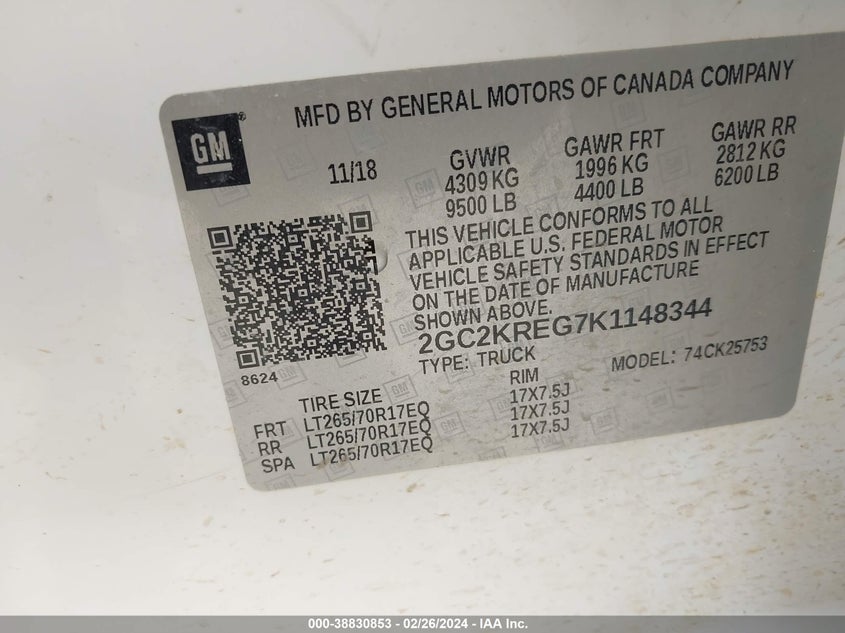 MFD BY GENERAL MOTORS OF CANADA COMPANY
GM®
11/18
GVWR
4309 KG
9500 LB
GAWR FRT
1996 KG
4400 LB
GAWR RR
2812 KG
6200 LB
THIS VEHICLE CONFORMS TO ALL
APPLICABLE U.S. FEDERAL MOTOR
VEHICLE SAFETY STANDARDS IN EFFECT
ON THE DATE OF MANUFACTURE
SHOWN ABOVE.
2GC2KREG7K1148344
TYPE: TRUCK
MODEL: 74CK25753
8624
TIRE SIZE RIM
FRT LT265/70R17EQ 17X7.5J
RR LT265/70R17EQ 17X7.5J
SPA LT265/70R17EQ 17X7.5J
000-38830853 - 02/26/2024 - IAA Inc.